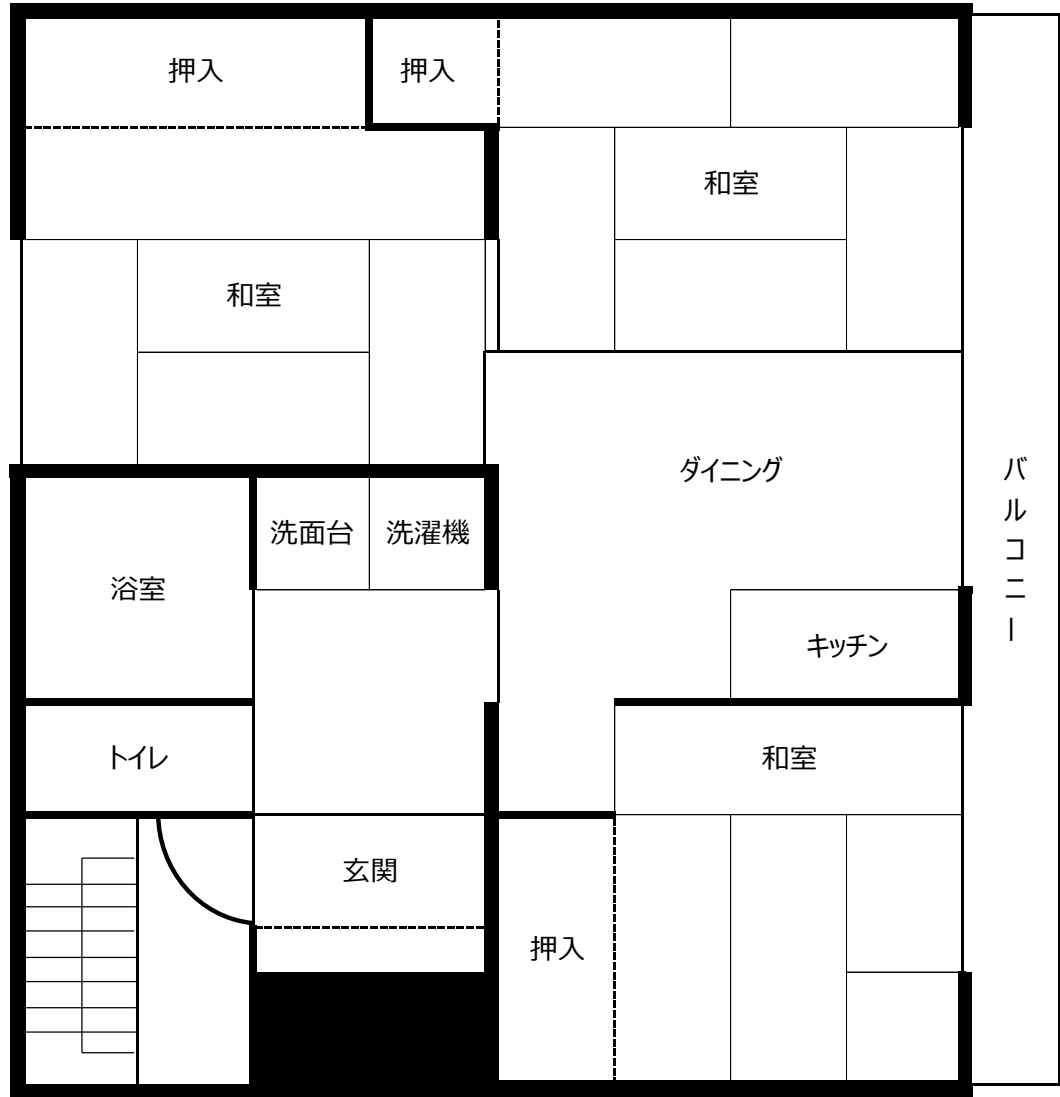 押入
押入
和室
和室
ダイニング
バルコニー
洗面台
洗濯機
浴室
キッチン
トイレ
和室
玄関
押入